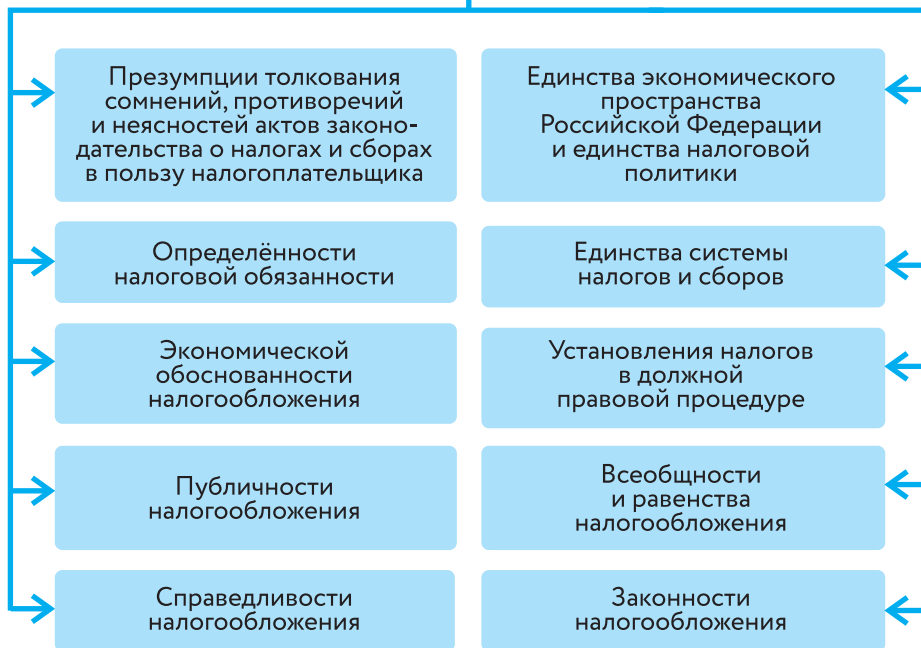 Презумпции толкования
сомнений, противоречий
и неясностей актов законо-
дательства о налогах и сборах
в пользу налогоплательщика
Единства экономического
пространства
Российской Федерации
и единства налоговой
политики
Определённости
налоговой обязанности
Единства системы
налогов и сборов
Экономической
обоснованности
налогообложения
Установления налогов
в должной
правовой процедуре
Публичности
налогообложения
Всеобщности
и равенства
налогообложения
Справедливости
налогообложения
Законности
налогообложения